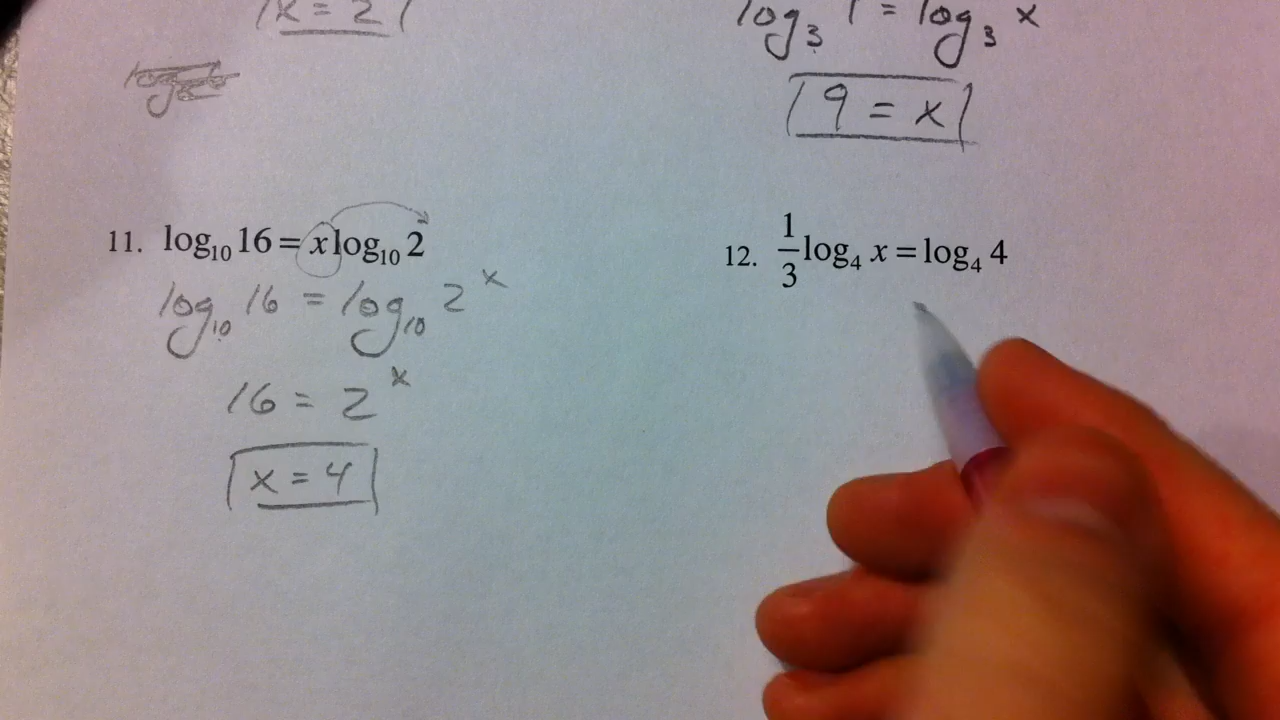 x = 2
log₃ 9 = log₃ x
9 = x
11. log₁₀ 16 = x log₁₀ 2
log₁₀ 16 = log₁₀ 2ˣ
16 = 2ˣ
x = 4
12. 1/3 log₄ x = log₄ 4